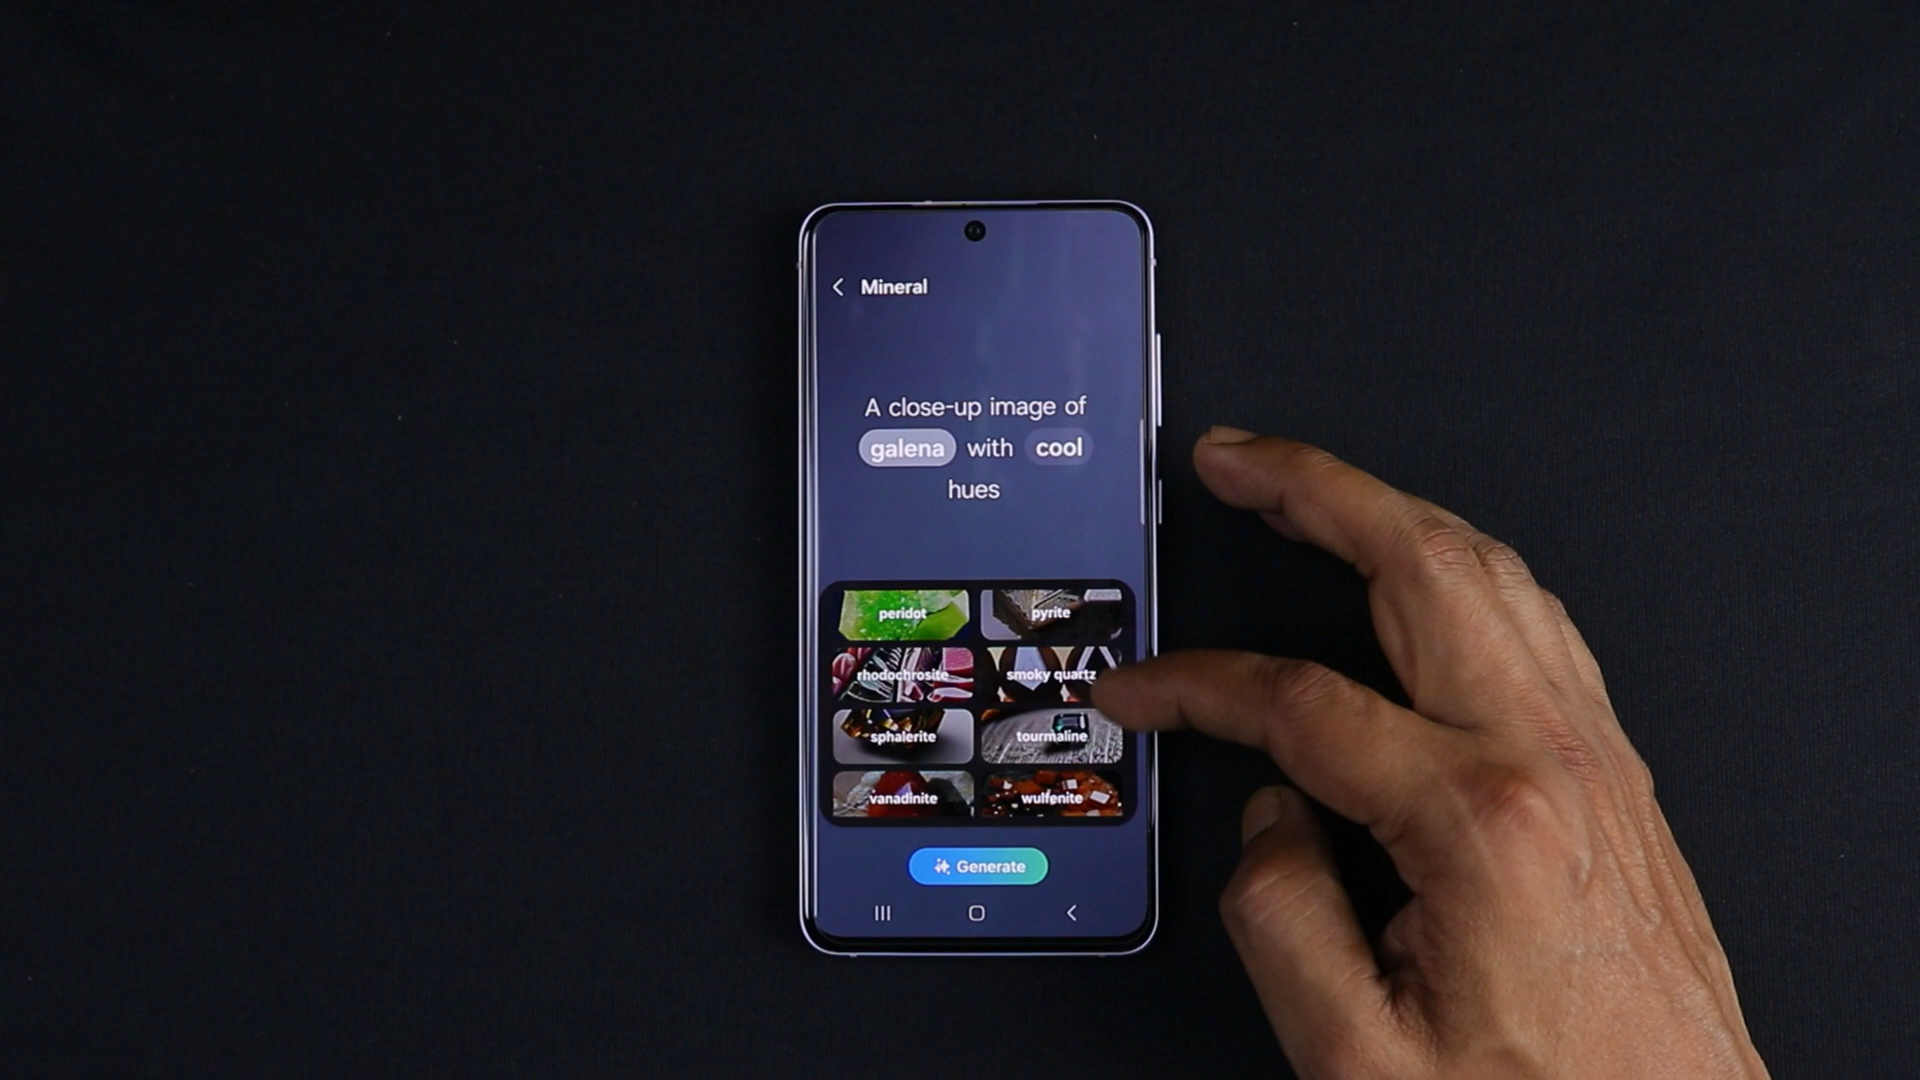 Mineral
A close-up image of
galena with cool
hues
peridot
pyrite
rhodochrosite
smoky quartz
sphalerite
tourmaline
vanadinite
wulfenite
Generate